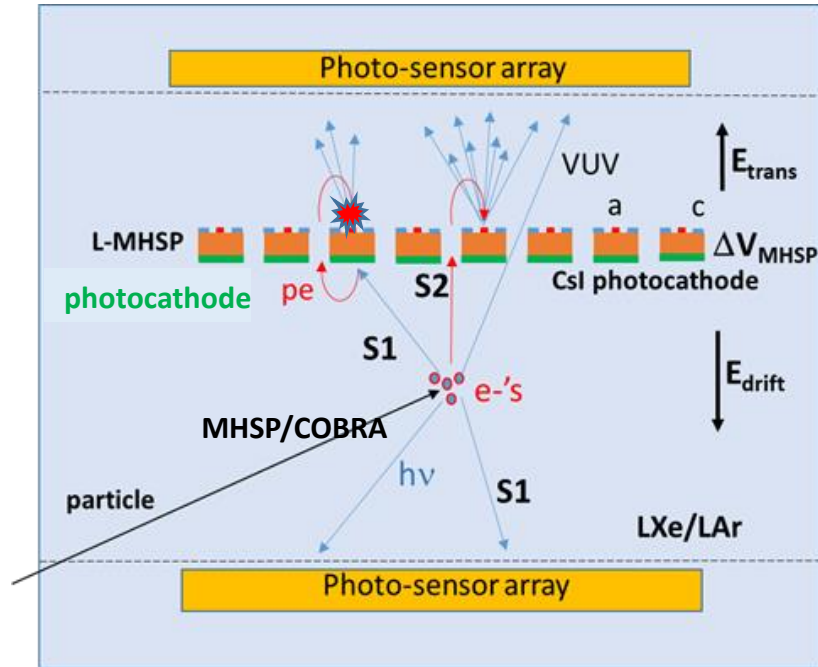 Photo-sensor array
VUV
E_trans
a
c
L-MHSP
ΔV_MHSP
CsI photocathode
photocathode
pe
S2
S1
E_drift
e-'s
MHSP/COBRA
hν
S1
particle
LXe/LAr
Photo-sensor array